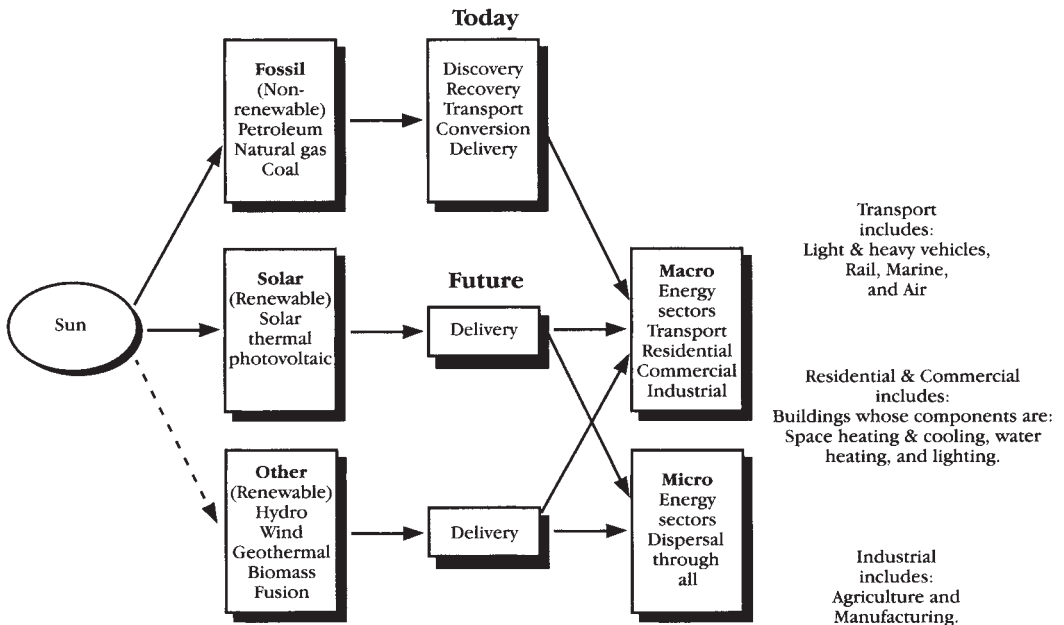 Today
Fossil
(Non-
renewable)
Petroleum
Natural gas
Coal
Discovery
Recovery
Transport
Conversion
Delivery
Sun
Solar
(Renewable)
Solar
thermal
photovoltaic
Future
Delivery
Other
(Renewable)
Hydro
Wind
Geothermal
Biomass
Fusion
Delivery
Macro
Energy
sectors
Transport
Residential
Commercial
Industrial
Micro
Energy
sectors
Dispersal
through
all
Transport
includes:
Light & heavy vehicles,
Rail, Marine,
and Air
Residential & Commercial
includes:
Buildings whose components are:
Space heating & cooling, water
heating, and lighting.
Industrial
includes:
Agriculture and
Manufacturing.